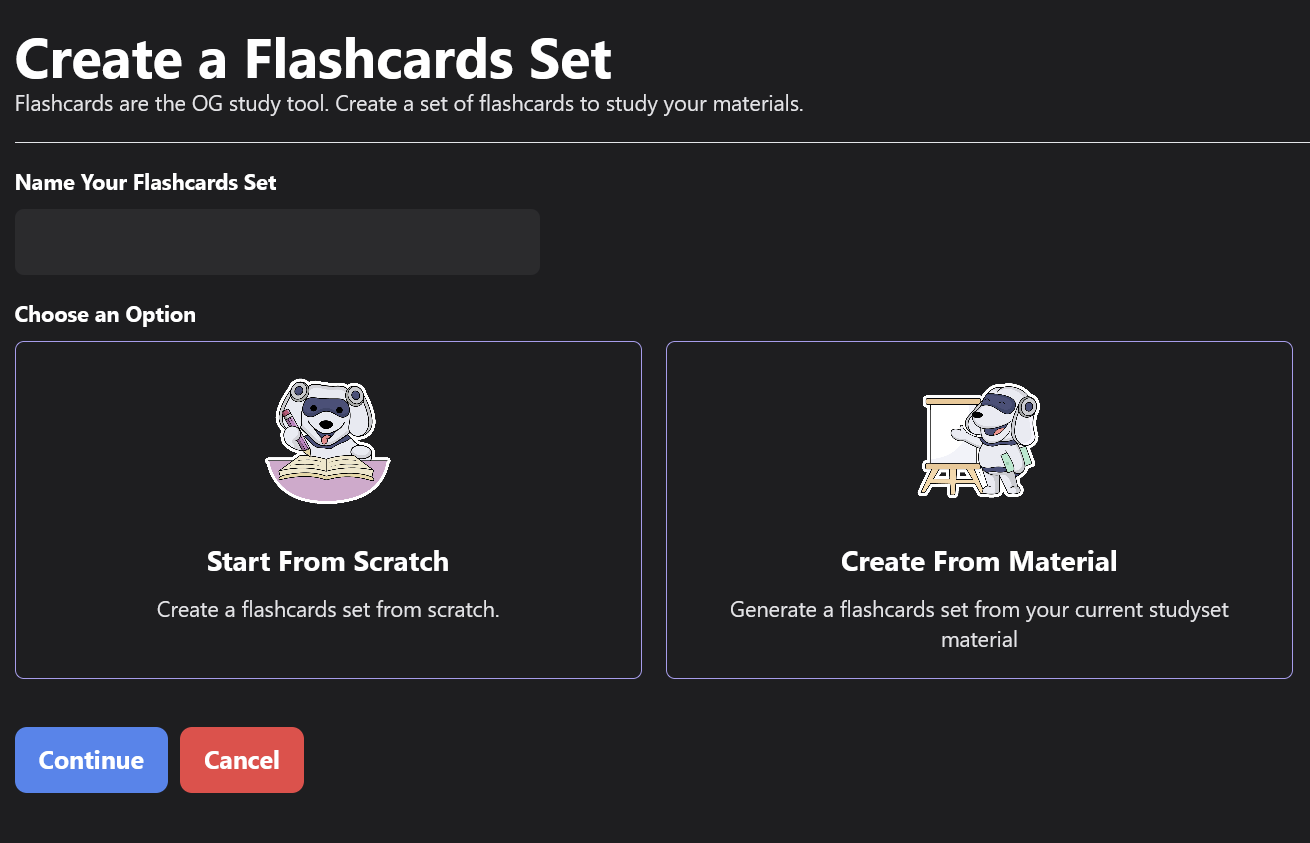 Create a Flashcards Set
Flashcards are the OG study tool. Create a set of flashcards to study your materials.
Name Your Flashcards Set
Choose an Option
Start From Scratch
Create a flashcards set from scratch.
Create From Material
Generate a flashcards set from your current studyset
material
Continue
Cancel